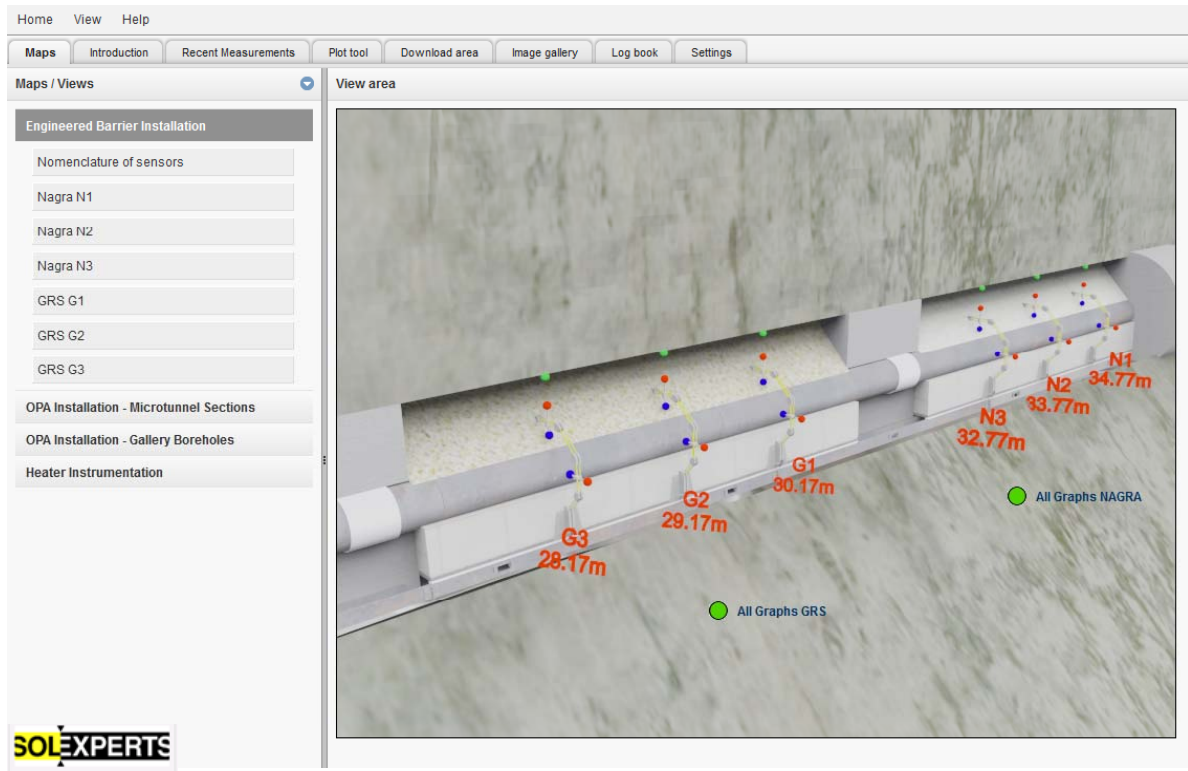 Home View Help
Maps Introduction Recent Measurements Plot tool Download area Image gallery Log book Settings
Maps / Views
View area
Engineered Barrier Installation
Nomenclature of sensors
Nagra N1
Nagra N2
Nagra N3
GRS G1
GRS G2
GRS G3
OPA Installation - Microtunnel Sections
OPA Installation - Gallery Boreholes
Heater Instrumentation
N1
34.77m
N2
33.77m
N3
32.77m
G1
30.17m
G2
29.17m
G3
28.17m
All Graphs NAGRA
All Graphs GRS
SOLEXPERTS